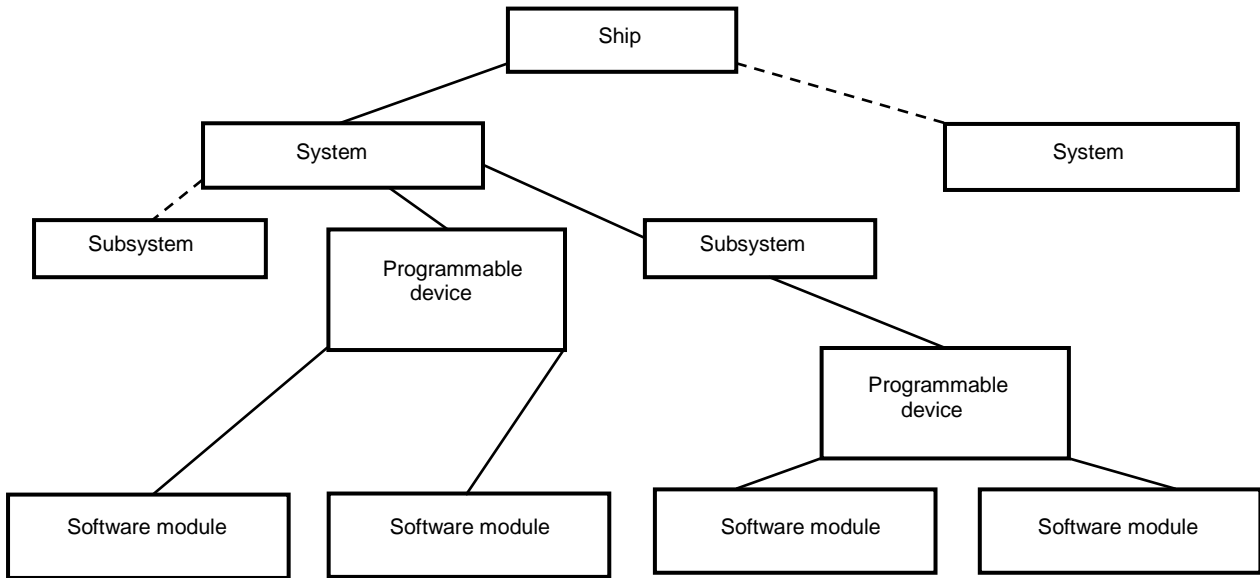 Ship
System
System
Subsystem
Programmable
device
Subsystem
Programmable
device
Software module
Software module
Software module
Software module